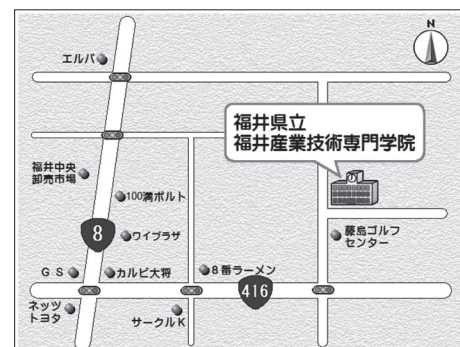 N
エルパ
福井県立
福井産業技術専門学院
福井中央
卸売市場
100満ボルト
8
ワイプラザ
藤島ゴルフ
センター
G.S
カルビ大将
8番ラーメン
416
ネッツ
トヨタ
サークルK